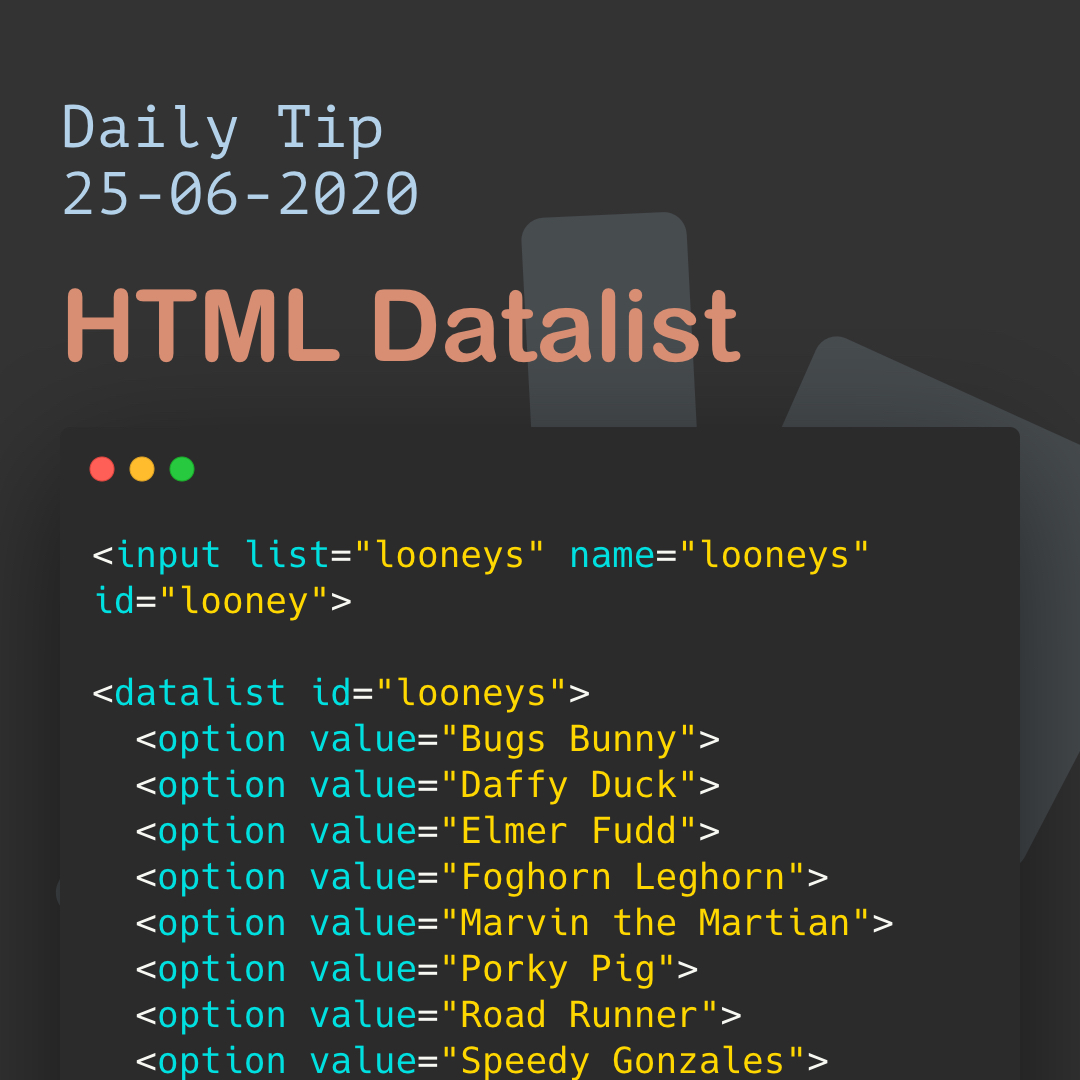 Daily Tip
25-06-2020
HTML Datalist
<input list="looneys" name="looneys"
id="looney">
<datalist id="looneys">
<option value="Bugs Bunny">
<option value="Daffy Duck">
<option value="Elmer Fudd">
<option value="Foghorn Leghorn">
<option value="Marvin the Martian">
<option value="Porky Pig">
<option value="Road Runner">
<option value="Speedy Gonzales">